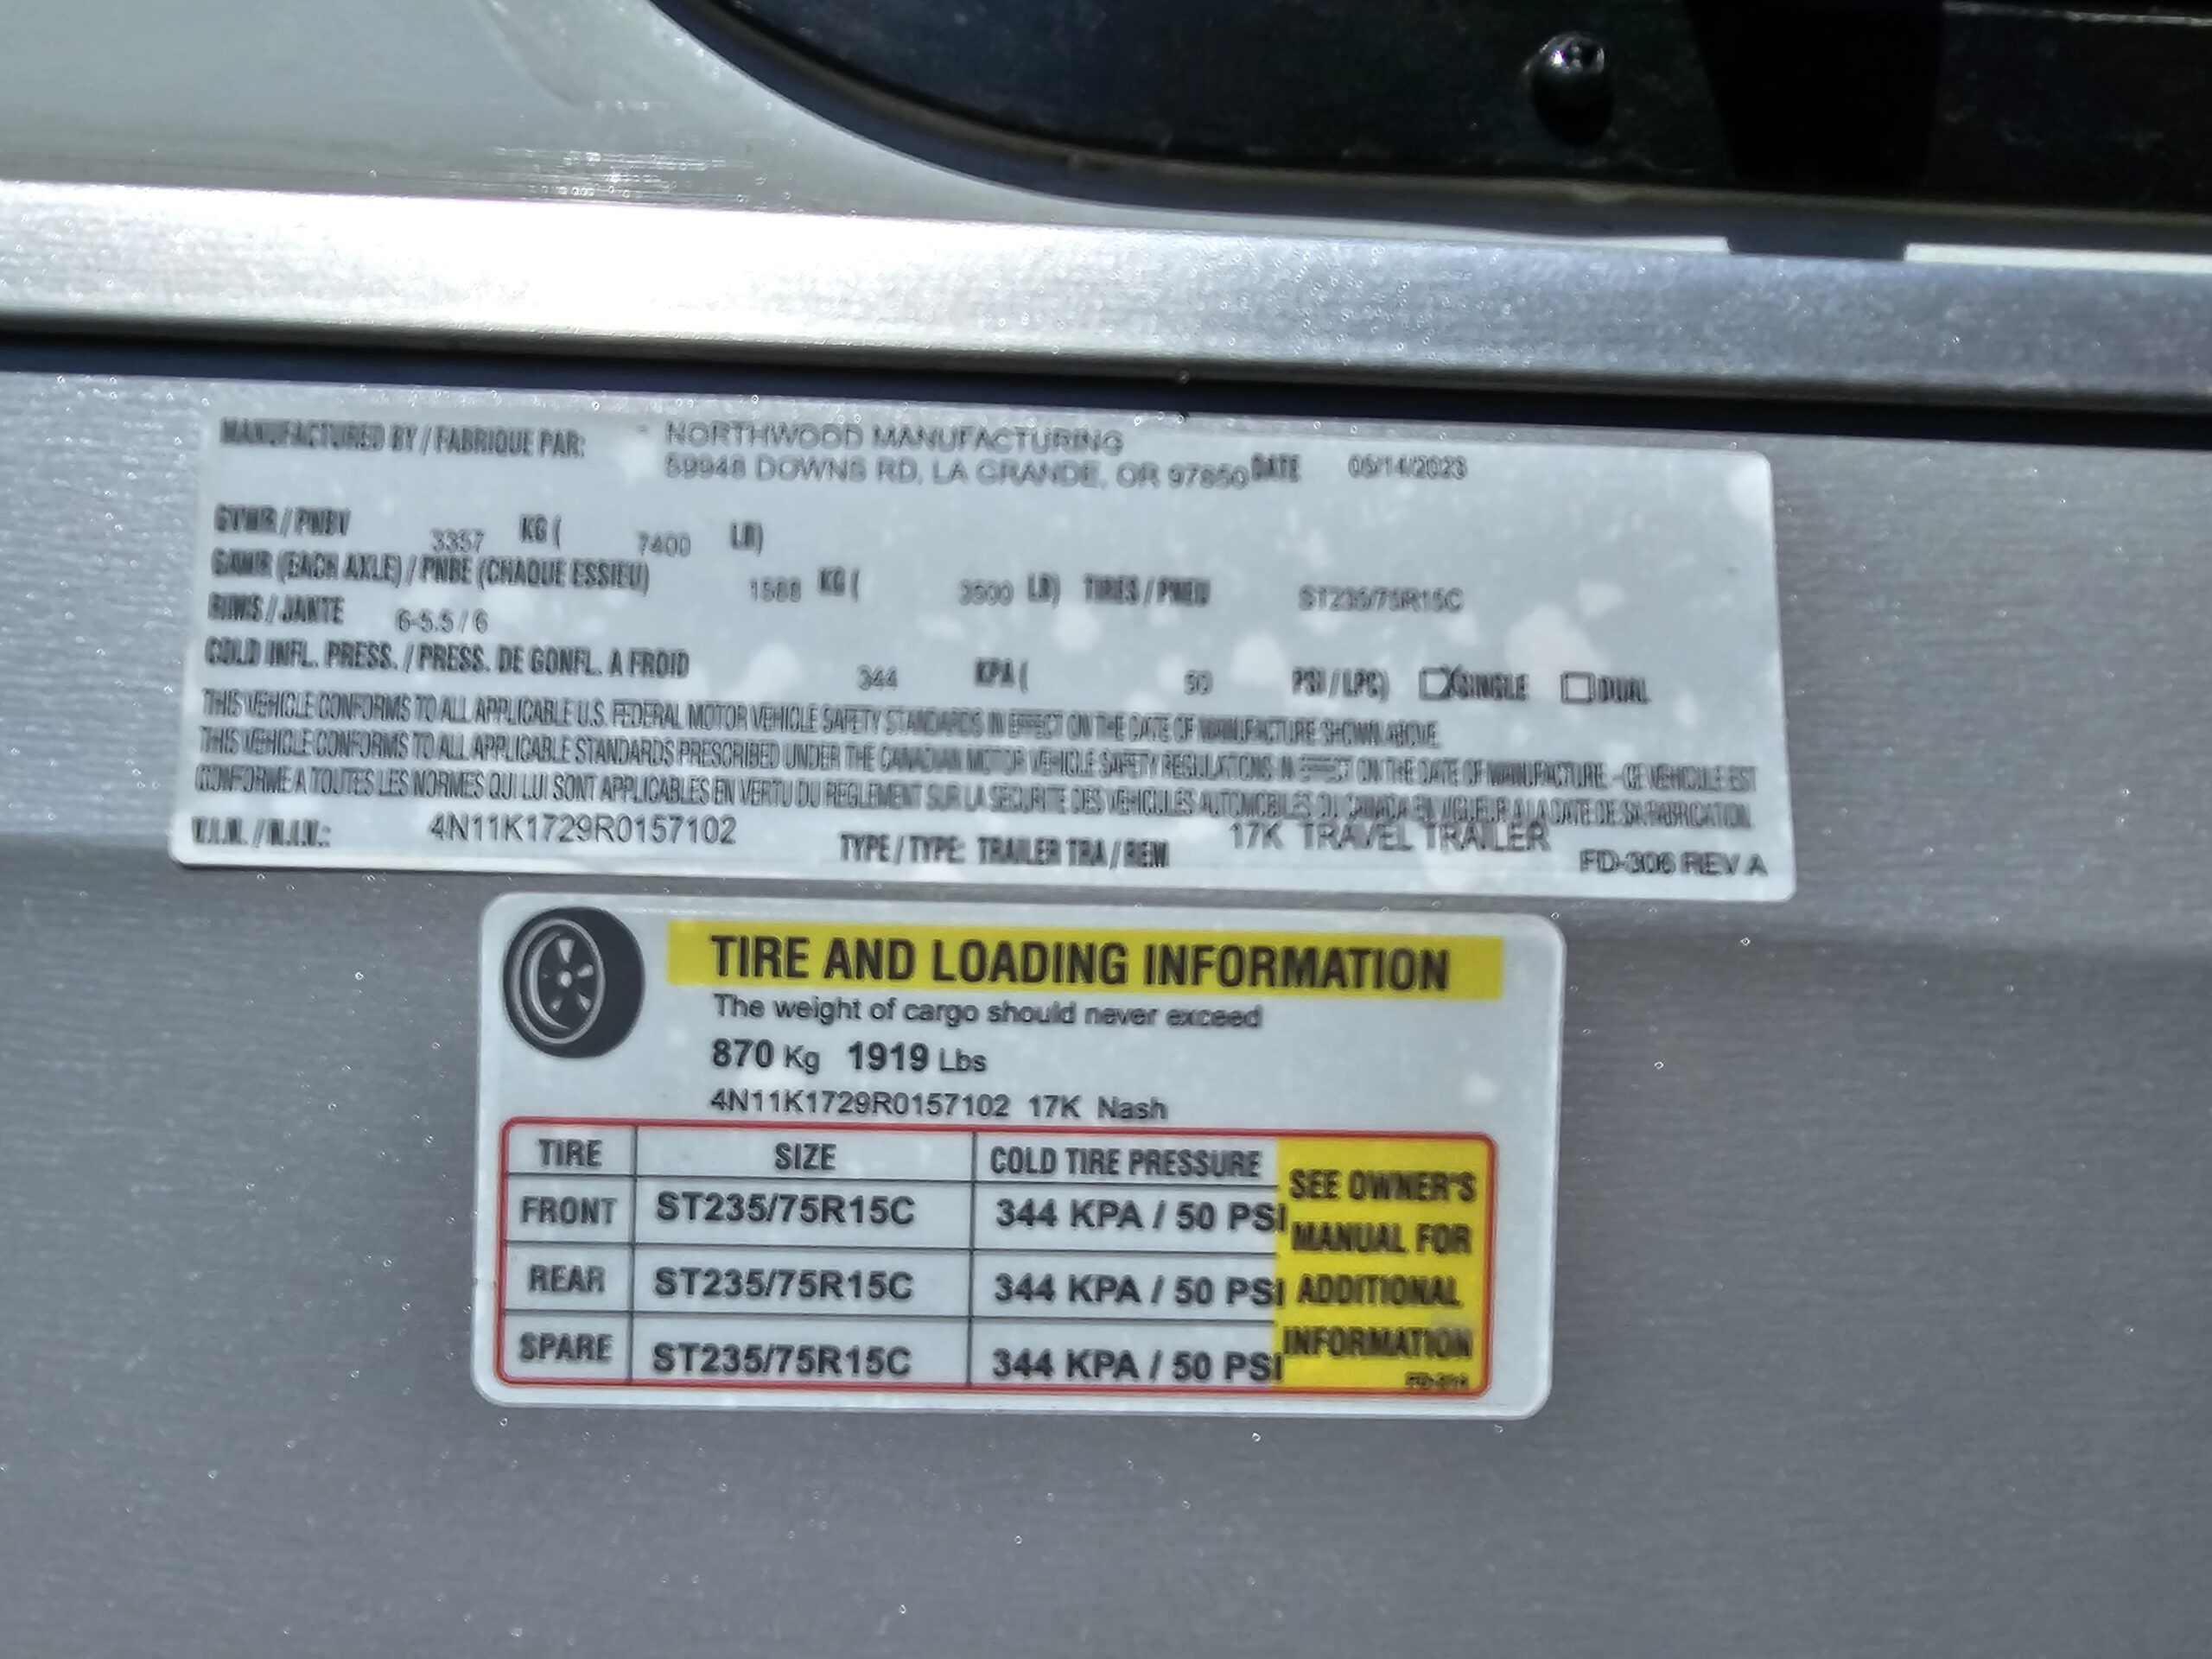 MANUFACTURED BY / FABRIQUE PAR: NORTHWOOD MANUFACTURING
59948 DOWNS RD, LA GRANDE, OR 97850 DATE 05/14/2023
GVWR / PNBV 3357 KG ( 7400 LB)
GAWR (EACH AXLE) / PNBE (CHAQUE ESSIEU) 1588 KG ( 3500 LB) TIRES / PNEU ST235/75R15C
RIMS / JANTE 6-5.5 / 6
COLD INFL. PRESS. / PRESS. DE GONFL. A FROID 344 KPA ( 50 PSI / LPC) ☒ SINGLE ☐ DUAL
THIS VEHICLE CONFORMS TO ALL APPLICABLE U.S. FEDERAL MOTOR VEHICLE SAFETY STANDARDS IN EFFECT ON THE DATE OF MANUFACTURE SHOWN ABOVE.
THIS VEHICLE CONFORMS TO ALL APPLICABLE STANDARDS PRESCRIBED UNDER THE CANADIAN MOTOR VEHICLE SAFETY REGULATIONS IN EFFECT ON THE DATE OF MANUFACTURE. - CE VEHICULE EST
CONFORME A TOUTES LES NORMES QUI LUI SONT APPLICABLES EN VERTU DU REGLEMENT SUR LA SECURITE DES VEHICULES AUTOMOBILES DU CANADA EN VIGUEUR A LA DATE DE SA FABRICATION.
V.I.N. / N.I.V.: 4N11K1729R0157102 TYPE / TYPE: TRAILER TRA / REM 17K TRAVEL TRAILER FD-306 REV A
TIRE AND LOADING INFORMATION
The weight of cargo should never exceed
870 Kg 1919 Lbs
4N11K1729R0157102 17K Nash
TIRE SIZE COLD TIRE PRESSURE
FRONT ST235/75R15C 344 KPA / 50 PSI
REAR ST235/75R15C 344 KPA / 50 PSI
SPARE ST235/75R15C 344 KPA / 50 PSI
SEE OWNER'S
MANUAL FOR
ADDITIONAL
INFORMATION